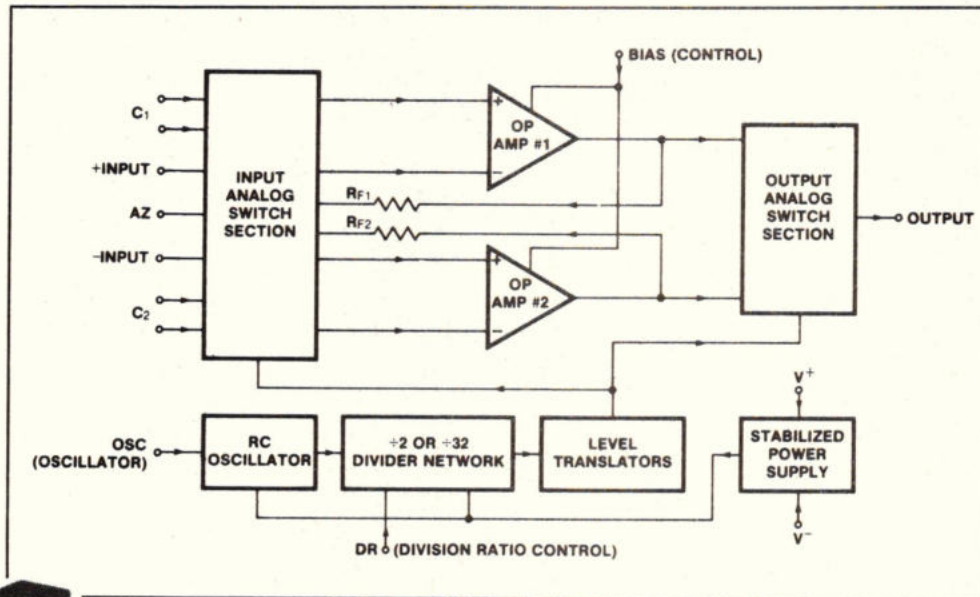 BIAS (CONTROL)
C₁
+INPUT
AZ
−INPUT
C₂
INPUT
ANALOG
SWITCH
SECTION
+
OP
AMP #1
−
RF1
RF2
+
OP
AMP #2
−
OUTPUT
ANALOG
SWITCH
SECTION
OUTPUT
OSC
(OSCILLATOR)
RC
OSCILLATOR
÷2 OR ÷32
DIVIDER NETWORK
LEVEL
TRANSLATORS
V+
STABILIZED
POWER
SUPPLY
V−
DR (DIVISION RATIO CONTROL)